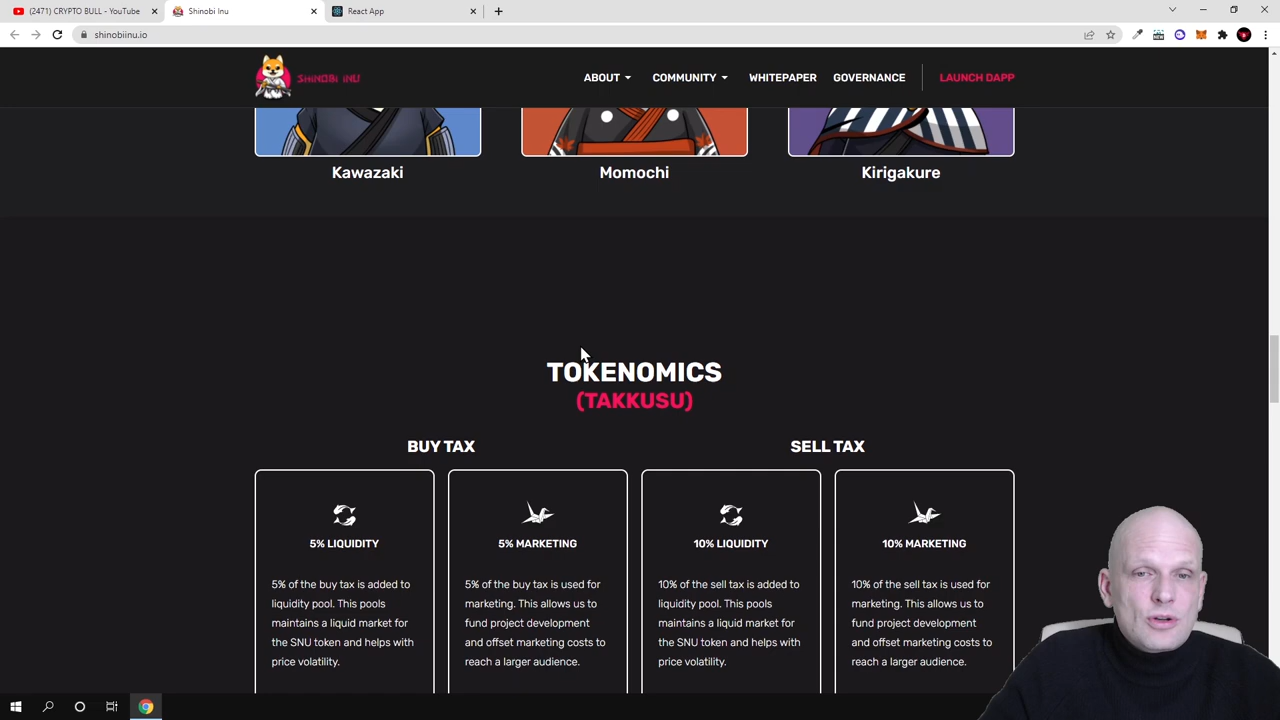 (2471) CRYPTO BULL - YouTube
Shinobi Inu
React App
shinobiinu.io
SHINOBI INU
ABOUT
COMMUNITY
WHITEPAPER
GOVERNANCE
LAUNCH DAPP
Kawazaki
Momochi
Kirigakure
TOKENOMICS
(TAKKUSU)
BUY TAX
SELL TAX
5% LIQUIDITY
5% of the buy tax is added to
liquidity pool. This pools
maintains a liquid market for
the SNU token and helps with
price volatility.
5% MARKETING
5% of the buy tax is used for
marketing. This allows us to
fund project development
and offset marketing costs to
reach a larger audience.
10% LIQUIDITY
10% of the sell tax is added to
liquidity pool. This pools
maintains a liquid market for
the SNU token and helps with
price volatility.
10% MARKETING
10% of the sell tax is used for
marketing. This allows us to
fund project development
and offset marketing costs to
reach a larger audience.